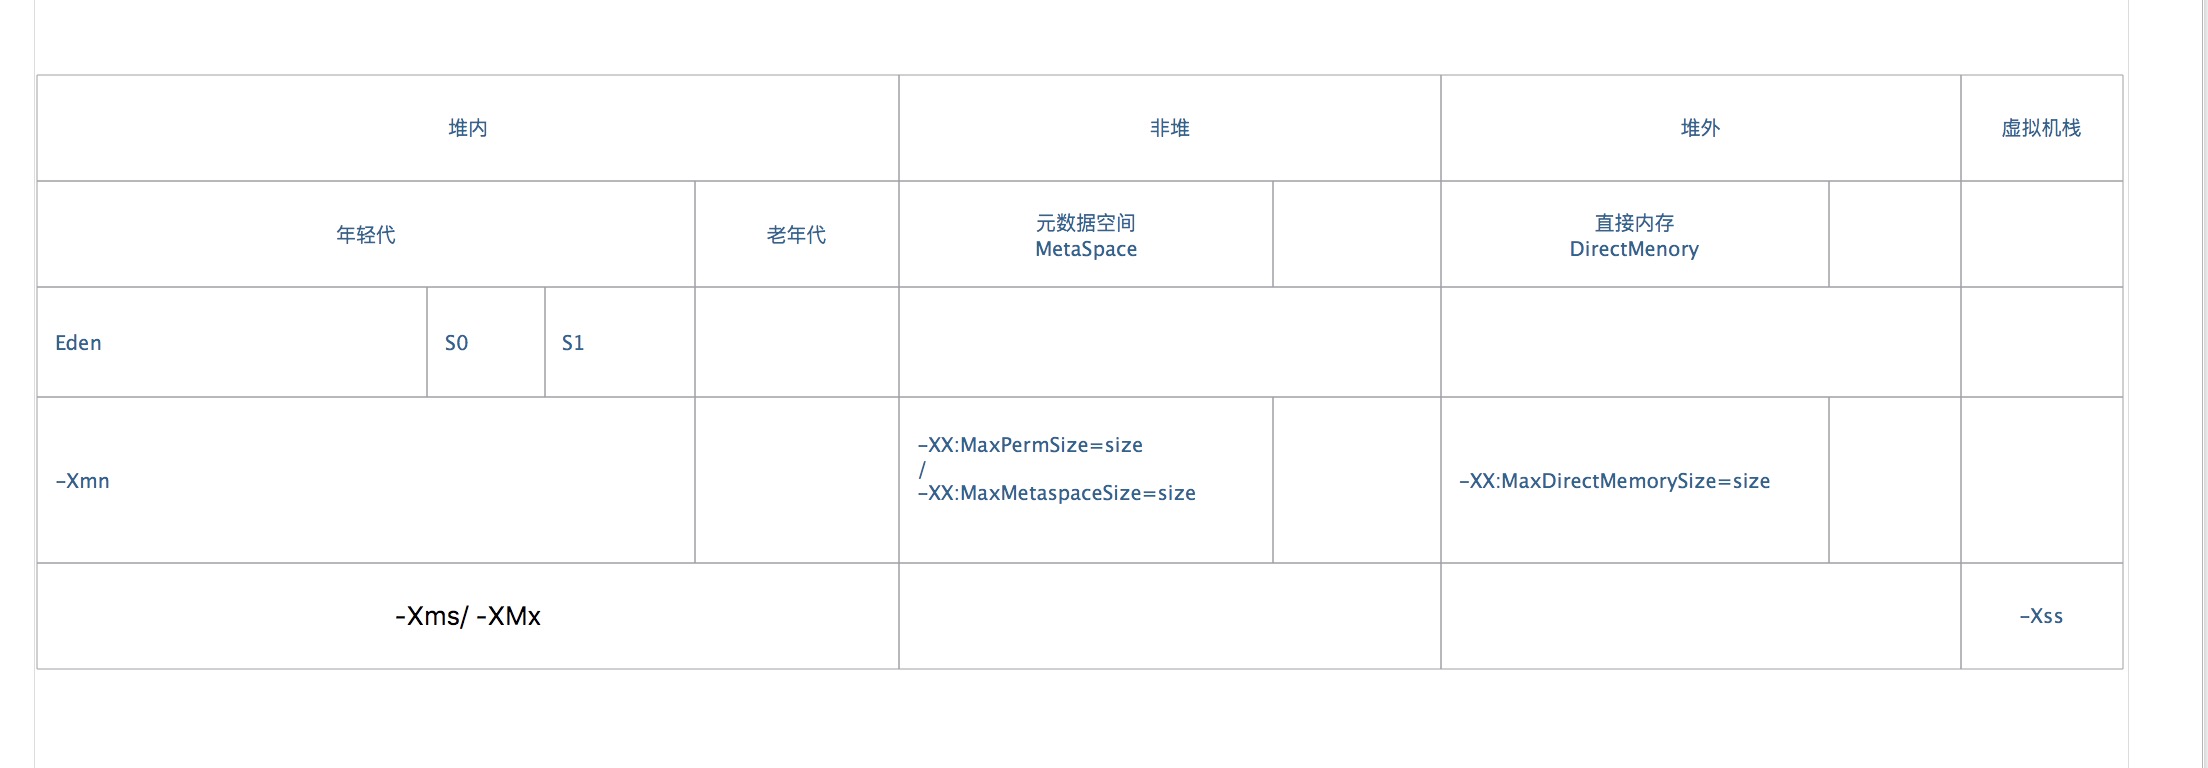 堆内
非堆
堆外
虚拟机栈
年轻代
老年代
元数据空间
MetaSpace
直接内存
DirectMenory
Eden
S0
S1
-Xmn
-XX:MaxPermSize=size
/
-XX:MaxMetaspaceSize=size
-XX:MaxDirectMemorySize=size
-Xms/ -XMx
-Xss